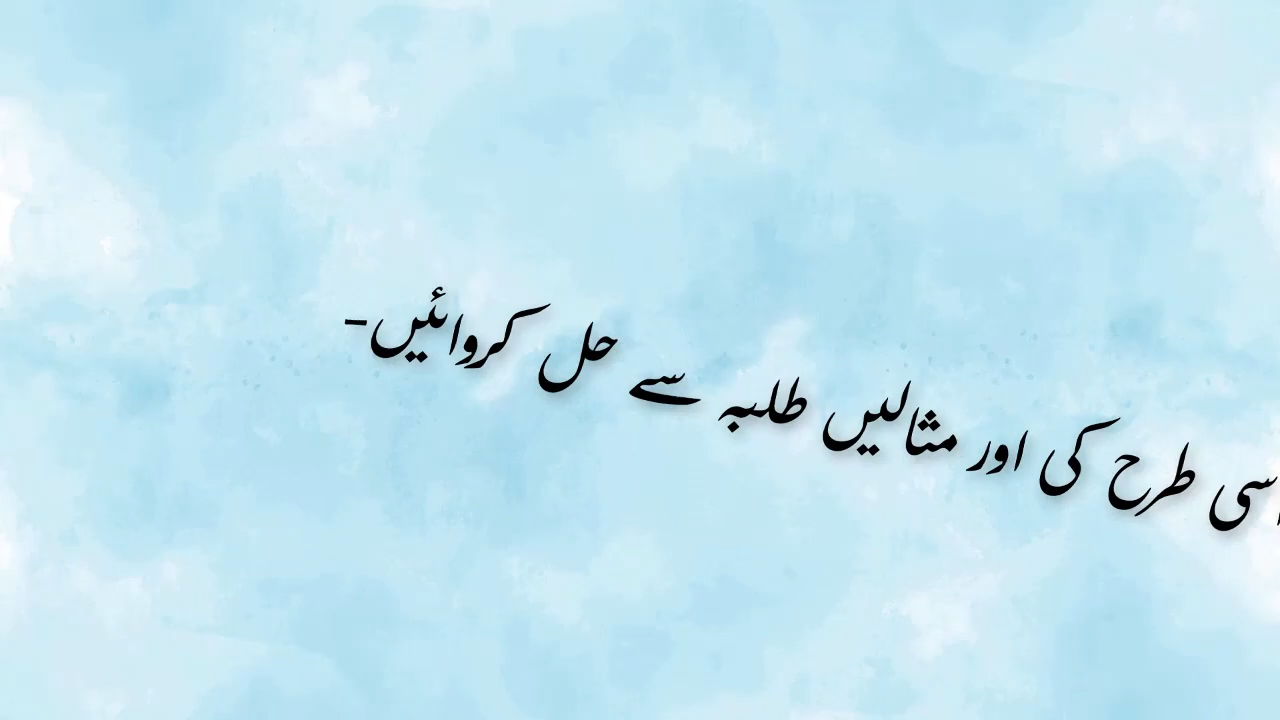 اسی طرح کی اور مثالیں طلبہ سے حل کروائیں-